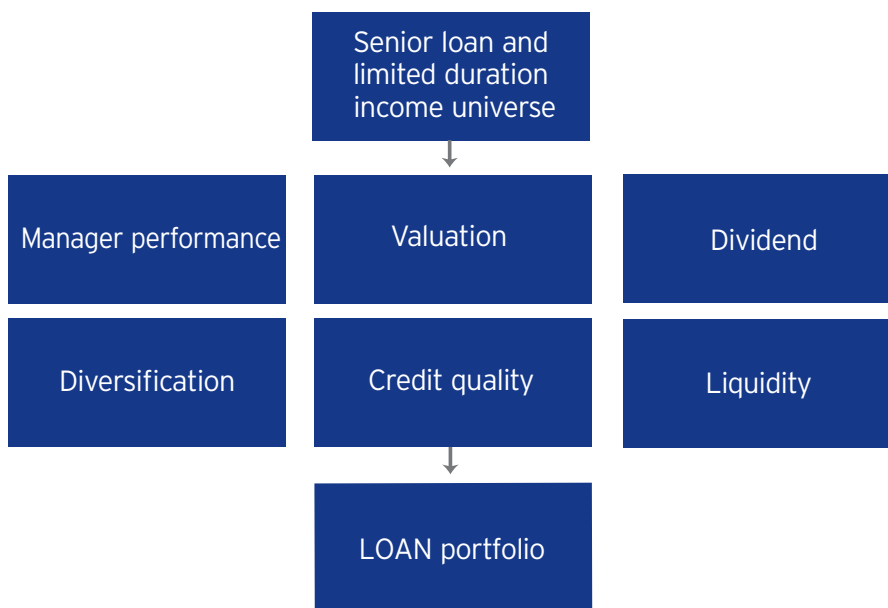 Senior loan and
limited duration
income universe
Manager performance
Valuation
Dividend
Diversification
Credit quality
Liquidity
LOAN portfolio